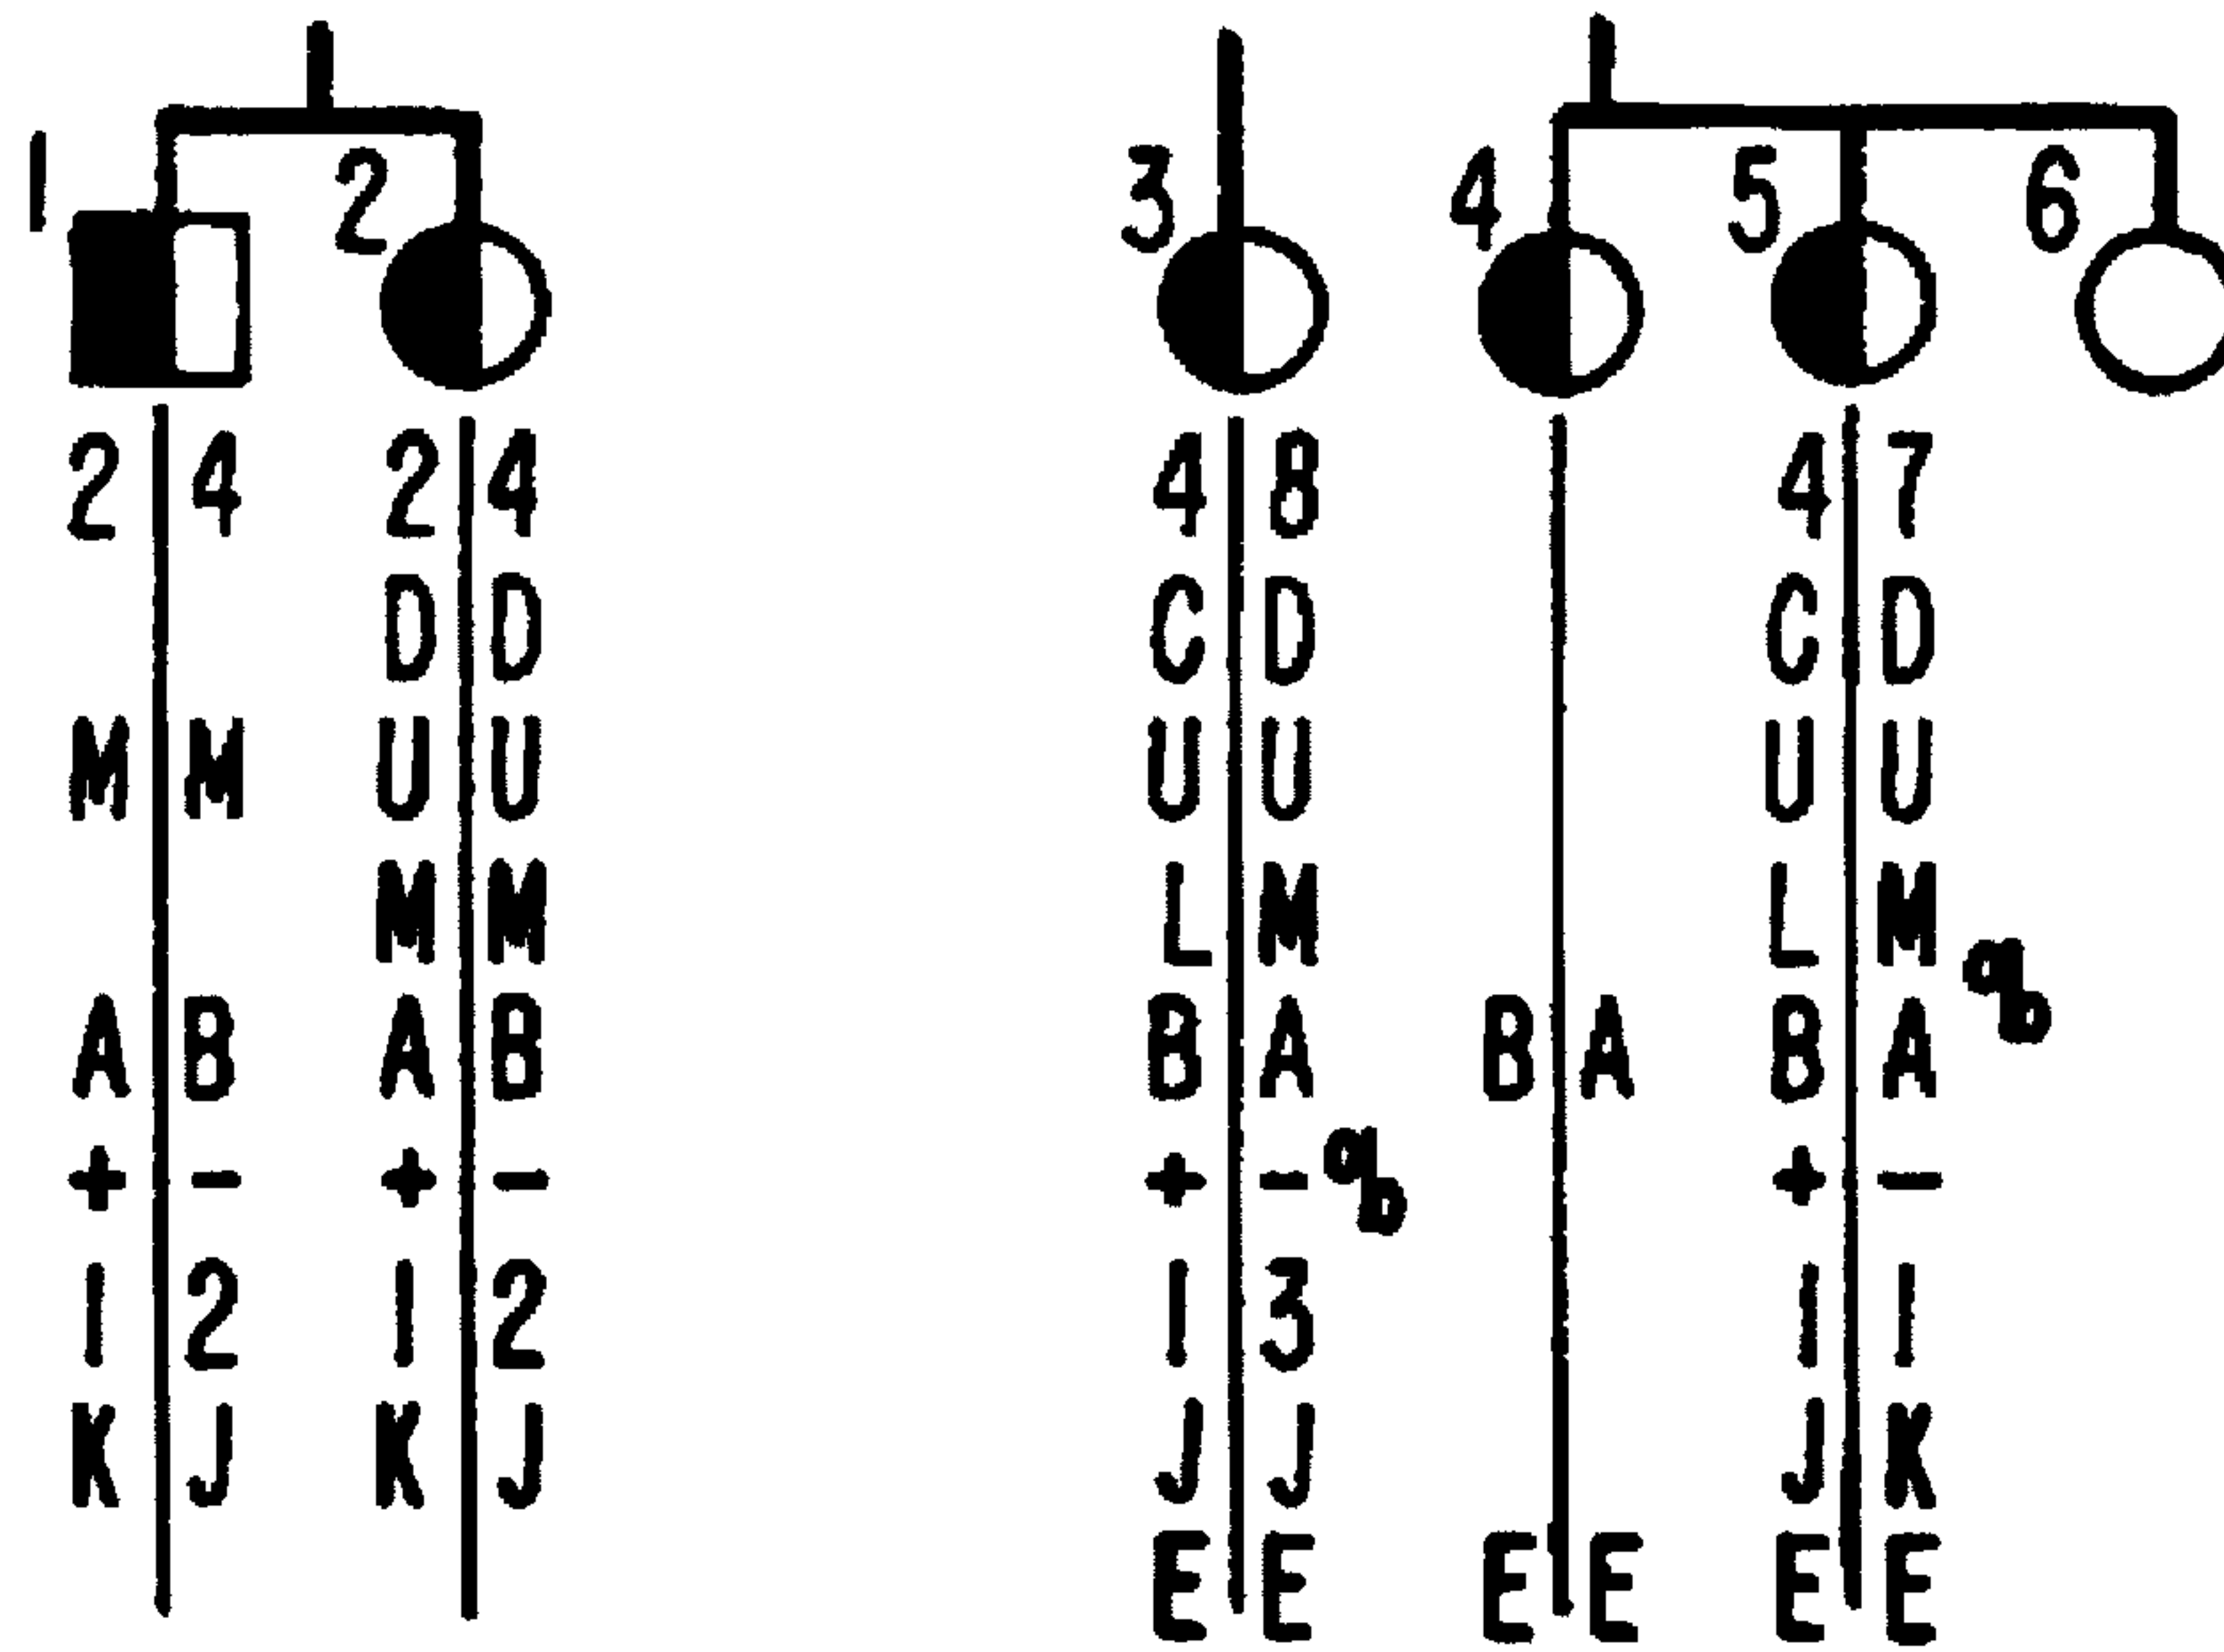 1 2 3 4 5 6
2 4 2 4 4 8 4 7
D D C D C D
M M U U U U U U
M M L M L M
a
b
A B A B B A B A B A
+ - + - + - + -
a
b
1 2 1 2 1 3 1 1
K J K J J J J K
E E E E E E